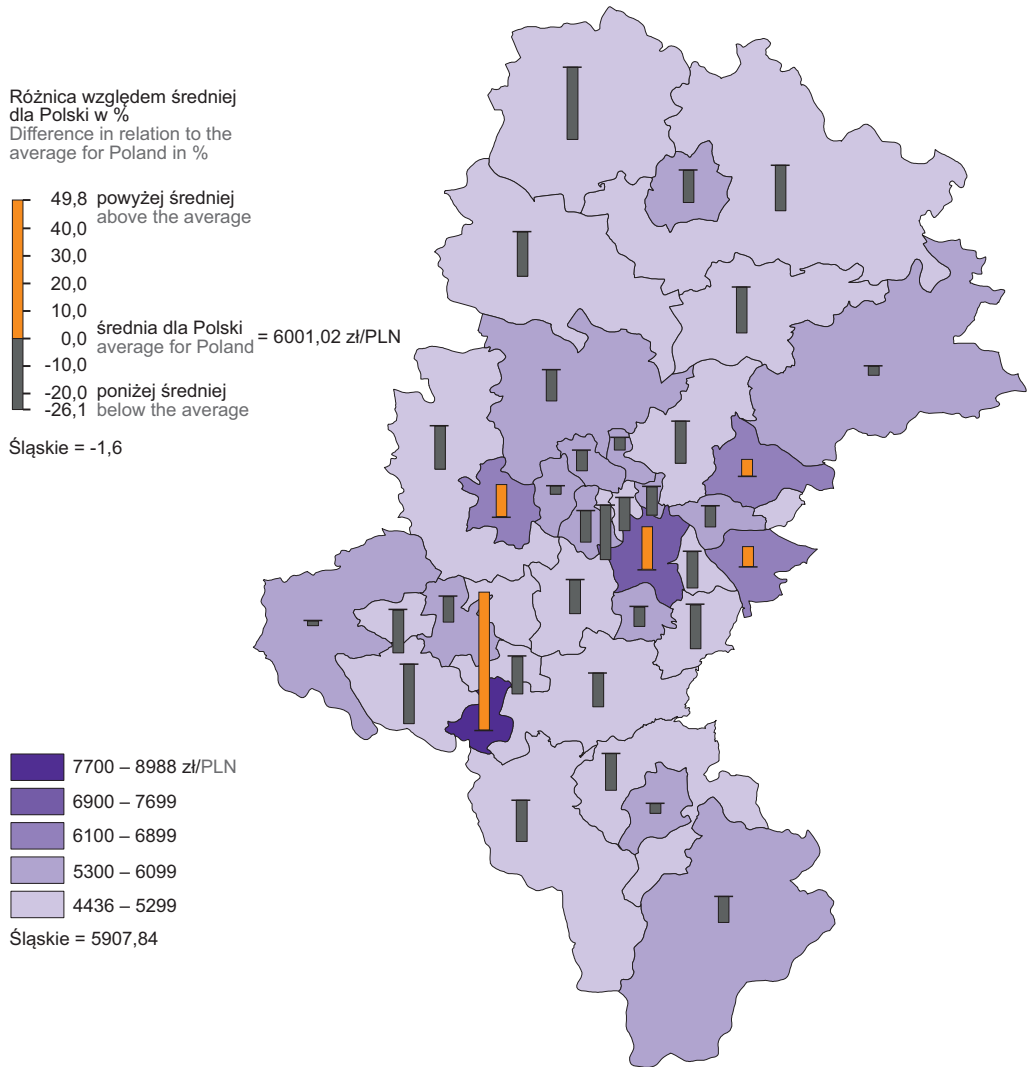 Różnica względem średniej
dla Polski w %
Difference in relation to the
average for Poland in %
49,8 powyżej średniej
above the average
40,0
30,0
20,0
10,0
0,0 średnia dla Polski
average for Poland = 6001,02 zł/PLN
-10,0
-20,0 poniżej średniej
-26,1 below the average
Śląskie = -1,6
7700 – 8988 zł/PLN
6900 – 7699
6100 – 6899
5300 – 6099
4436 – 5299
Śląskie = 5907,84